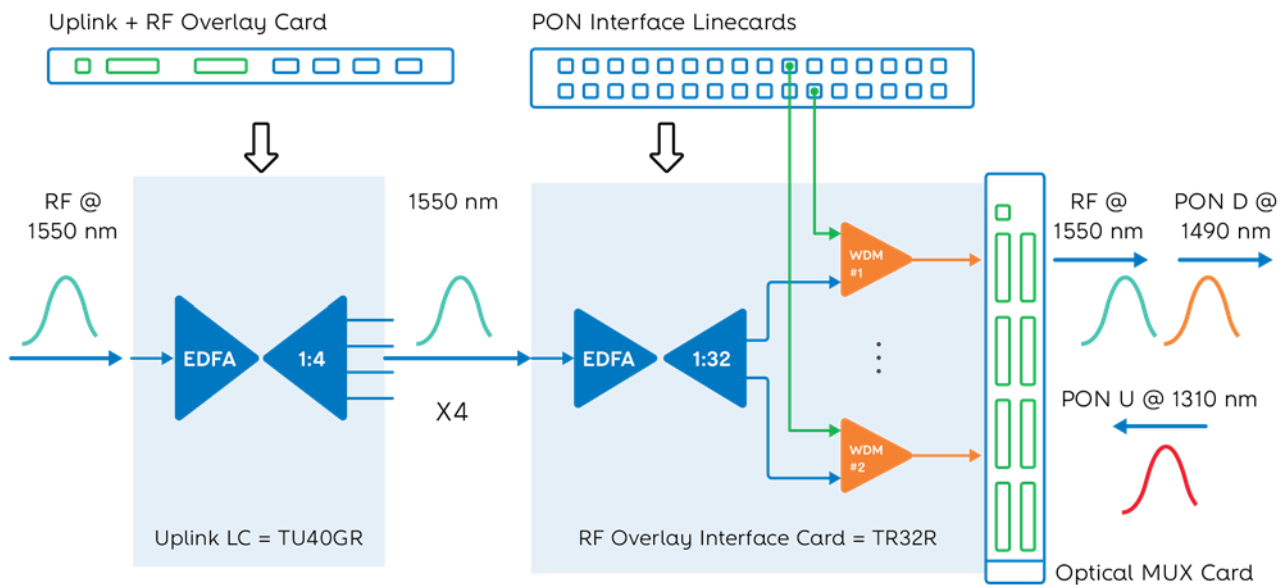 Uplink + RF Overlay Card
PON Interface Linecards
RF @
1550 nm
1550 nm
EDFA
1:4
X4
Uplink LC = TU40GR
EDFA
1:32
WDM
#1
WDM
#2
RF Overlay Interface Card = TR32R
RF @
1550 nm
PON D @
1490 nm
PON U @ 1310 nm
Optical MUX Card